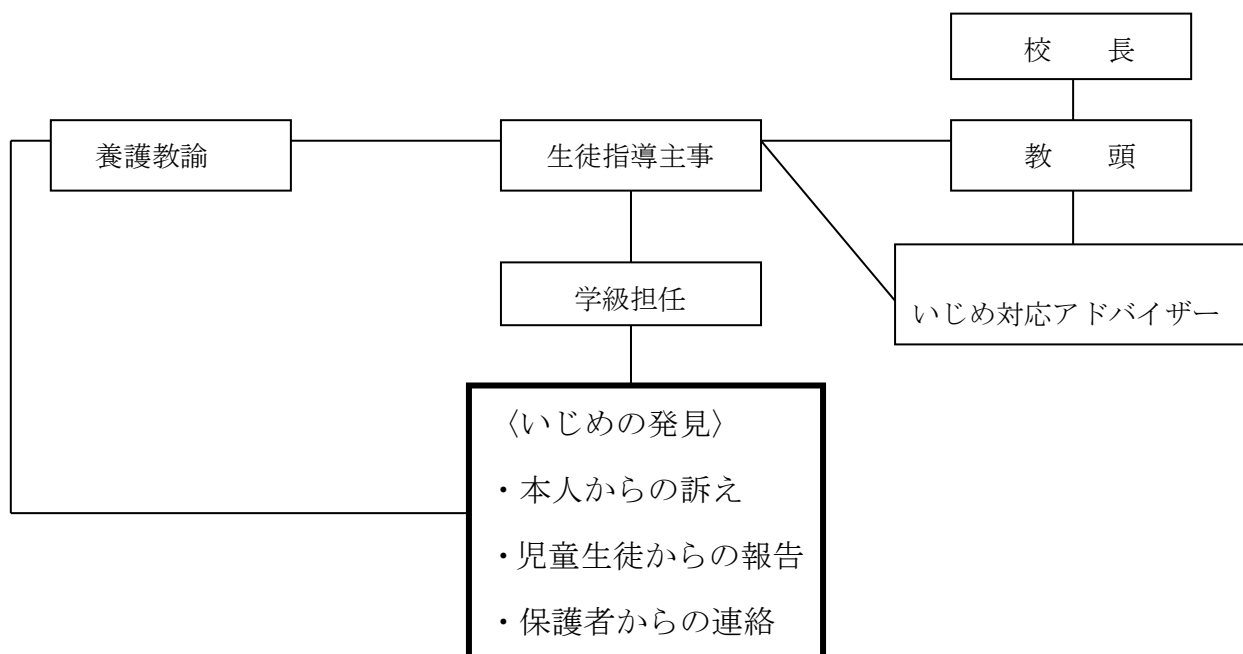 校　　長
養護教諭
生徒指導主事
教　　頭
学級担任
いじめ対応アドバイザー
〈いじめの発見〉
・本人からの訴え
・児童生徒からの報告
・保護者からの連絡